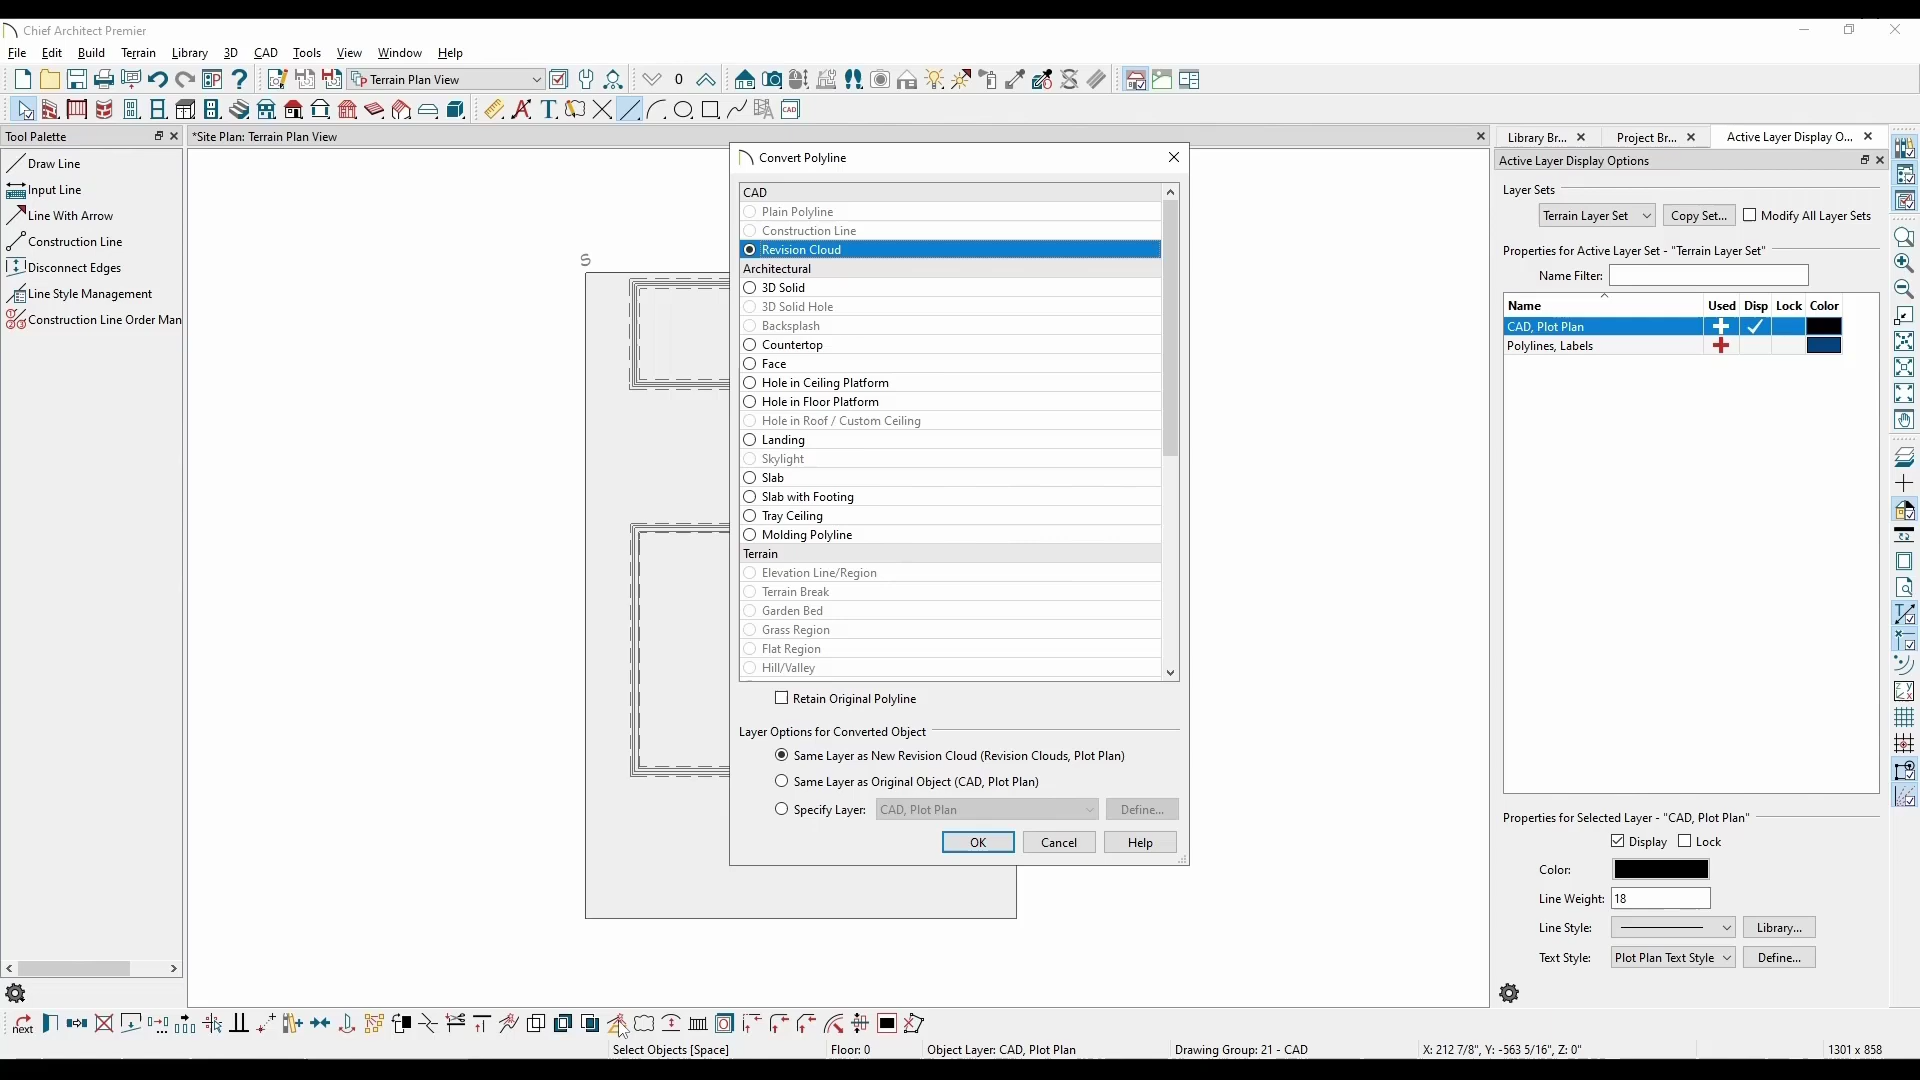 Chief Architect Premier
File Edit Build Terrain Library 3D CAD Tools View Window Help
Terrain Plan View
0
Tool Palette
*Site Plan: Terrain Plan View
Library Br... Project Br... Active Layer Display O...
Draw Line
Input Line
Line With Arrow
Construction Line
Disconnect Edges
Line Style Management
Construction Line Order Man
next
S
Convert Polyline
CAD
Plain Polyline
Construction Line
Revision Cloud
Architectural
3D Solid
3D Solid Hole
Backsplash
Countertop
Face
Hole in Ceiling Platform
Hole in Floor Platform
Hole in Roof / Custom Ceiling
Landing
Skylight
Slab
Slab with Footing
Tray Ceiling
Molding Polyline
Terrain
Elevation Line/Region
Terrain Break
Garden Bed
Grass Region
Flat Region
Hill/Valley
Retain Original Polyline
Layer Options for Converted Object
Same Layer as New Revision Cloud (Revision Clouds, Plot Plan)
Same Layer as Original Object (CAD, Plot Plan)
Specify Layer: CAD, Plot Plan Define...
OK Cancel Help
Active Layer Display Options
Layer Sets
Terrain Layer Set Copy Set... Modify All Layer Sets
Properties for Active Layer Set - "Terrain Layer Set"
Name Filter:
Name Used Disp Lock Color
CAD, Plot Plan
Polylines, Labels
Properties for Selected Layer - "CAD, Plot Plan"
Display Lock
Color:
Line Weight: 18
Line Style: Library...
Text Style: Plot Plan Text Style Define...
Select Objects [Space] Floor: 0 Object Layer: CAD, Plot Plan Drawing Group: 21 - CAD X: 212 7/8", Y: -563 5/16", Z: 0" 1301 x 858